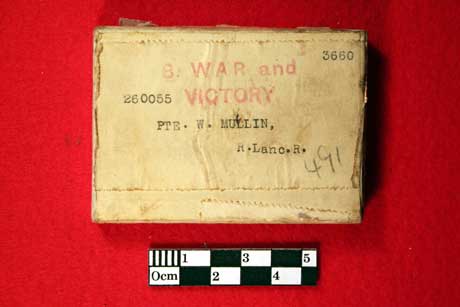 3660
B. WAR and
260055 VICTORY
PTE. W. MULLIN,
R.Lanc.R.
491
1 3 5
0cm 2 4